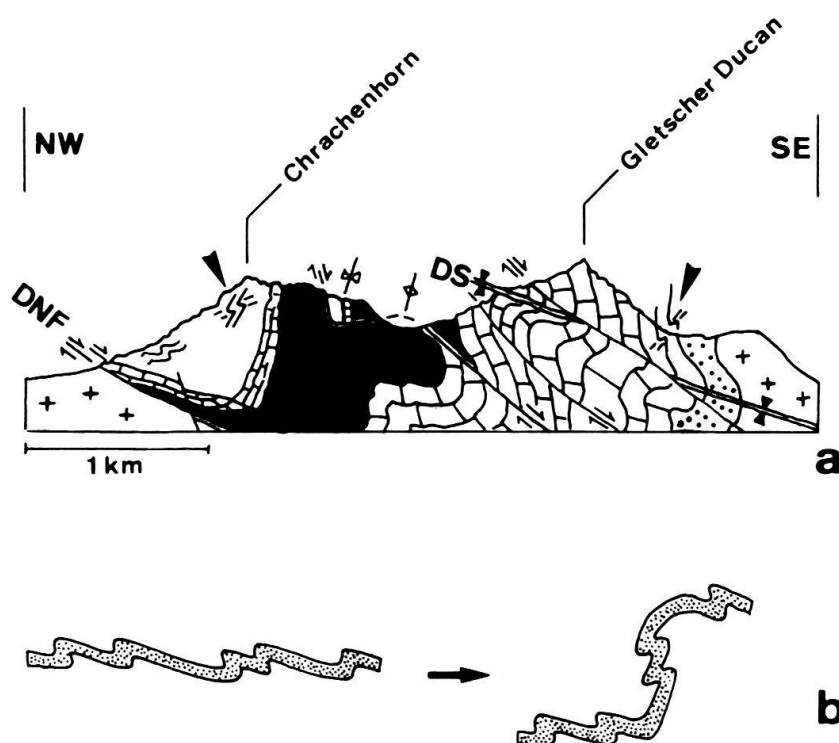 Chrachenhorn
Gletscher Ducan
NW
SE
DNF
DS
1 km
a
b